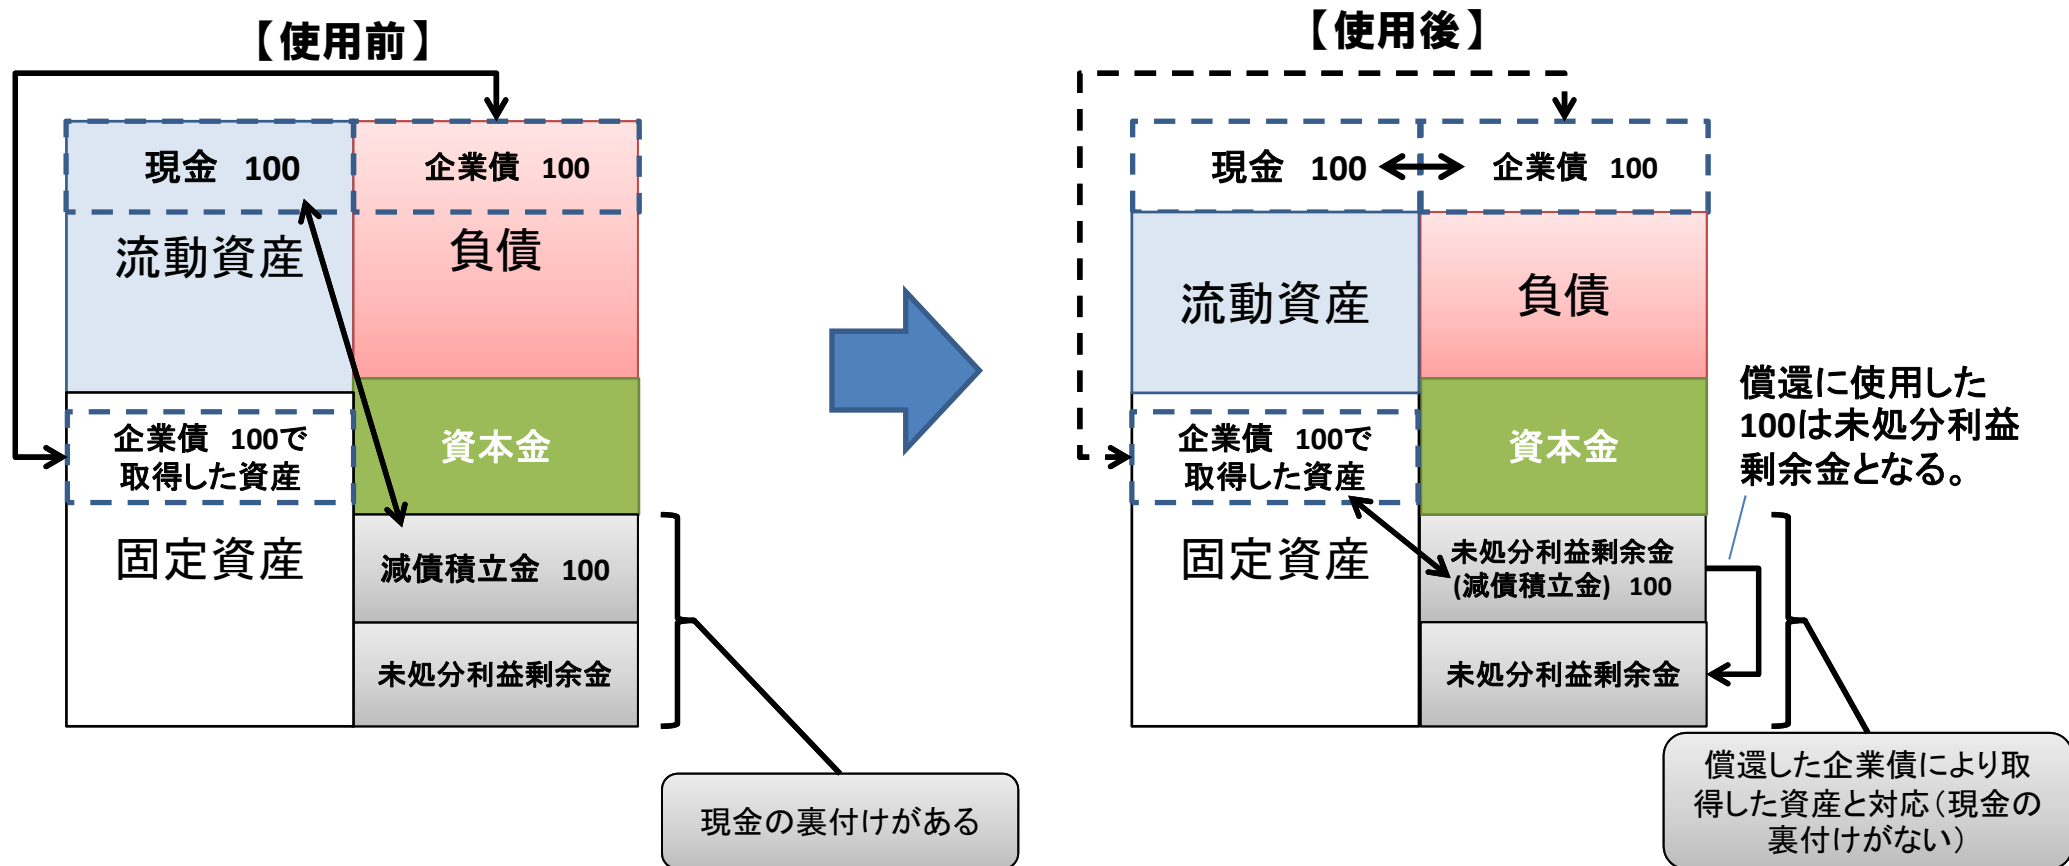 【使用前】
現金 100
企業債 100
流動資産
負債
企業債 100で
取得した資産
資本金
固定資産
減債積立金 100
未処分利益剰余金
現金の裏付けがある
【使用後】
現金 100
企業債 100
流動資産
負債
企業債 100で
取得した資産
資本金
固定資産
未処分利益剰余金
(減債積立金) 100
未処分利益剰余金
償還に使用した
100は未処分利益
剰余金となる。
償還した企業債により取
得した資産と対応(現金の
裏付けがない)